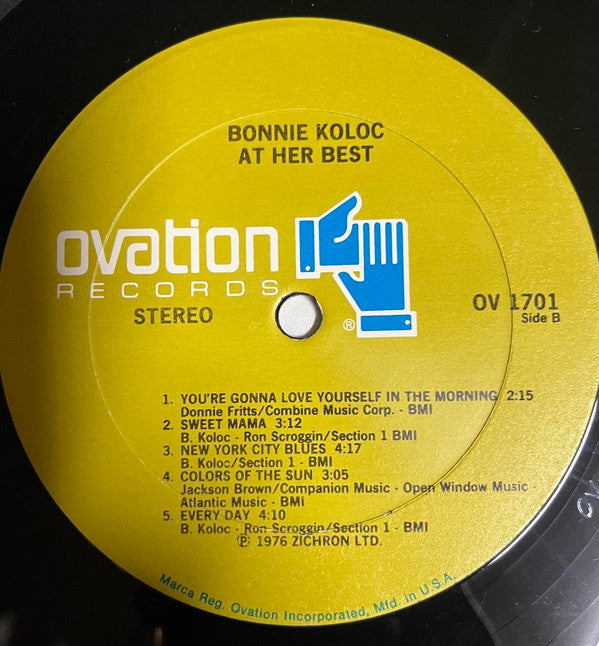 BONNIE KOLOC
AT HER BEST
ovation
RECORDS
STEREO
®
OV 1701
Side B
1. YOU'RE GONNA LOVE YOURSELF IN THE MORNING 2:15
Donnie Fritts/Combine Music Corp. - BMI
2. SWEET MAMA 3:12
B. Koloc - Ron Scroggin/Section 1 BMI
3. NEW YORK CITY BLUES 4:17
B. Koloc/Section 1 - BMI
4. COLORS OF THE SUN 3:05
Jackson Brown/Companion Music - Open Window Music -
Atlantic Music - BMI
5. EVERY DAY 4:10
B. Koloc - Ron Scroggin/Section 1 - BMI
℗ 1976 ZICHRON LTD.
Marca Reg. Ovation Incorporated, Mfd. in U.S.A.